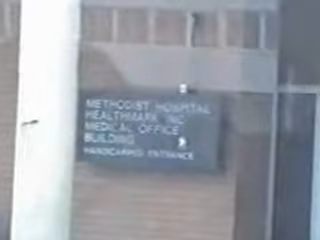 METHODIST HOSPITAL
HEALTHMARK INC
MEDICAL OFFICE
BUILDING
HANDICAPPED ENTRANCE